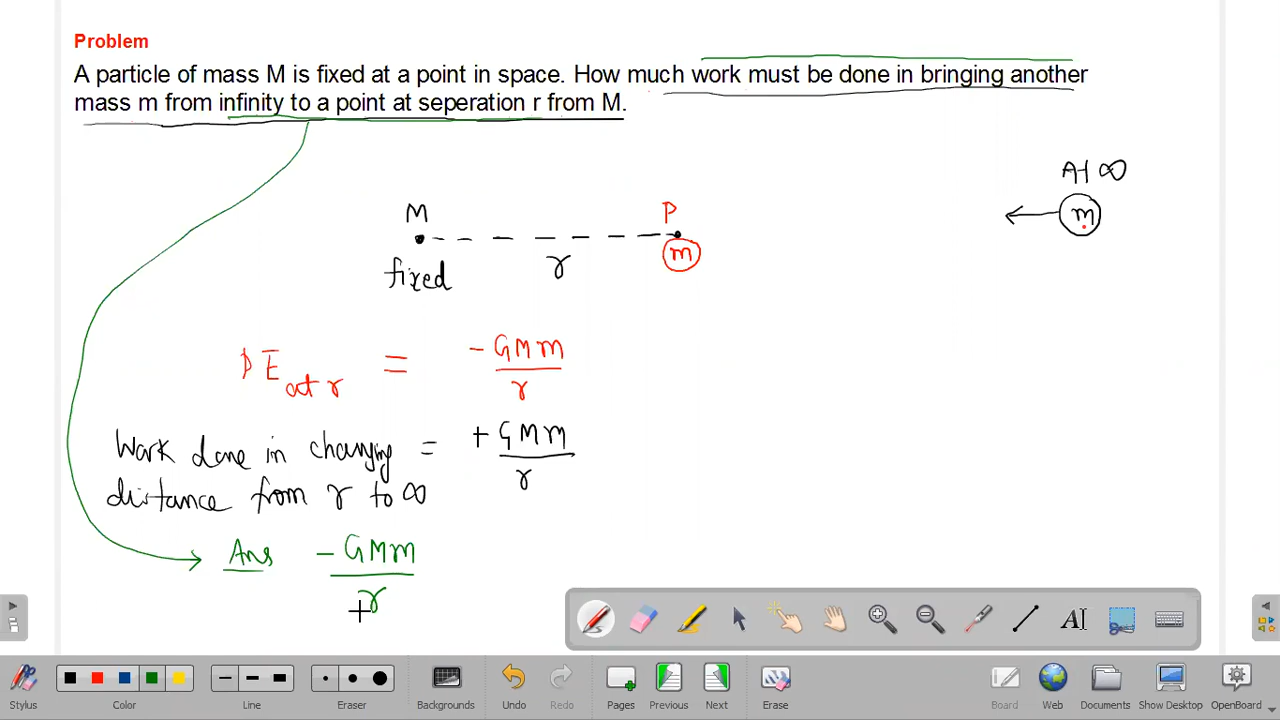 Problem
A particle of mass M is fixed at a point in space. How much work must be done in bringing another
mass m from infinity to a point at seperation r from M.
At ∞
m
M
P
m
fixed
r
PE at r = -GMm/r
Work done in changing = +GMm/r
distance from r to ∞
Ans -GMm/r
Stylus
Color
Line
Eraser
Backgrounds
Undo
Redo
Pages
Previous
Next
Erase
Board
Web
Documents
Show Desktop
OpenBoard